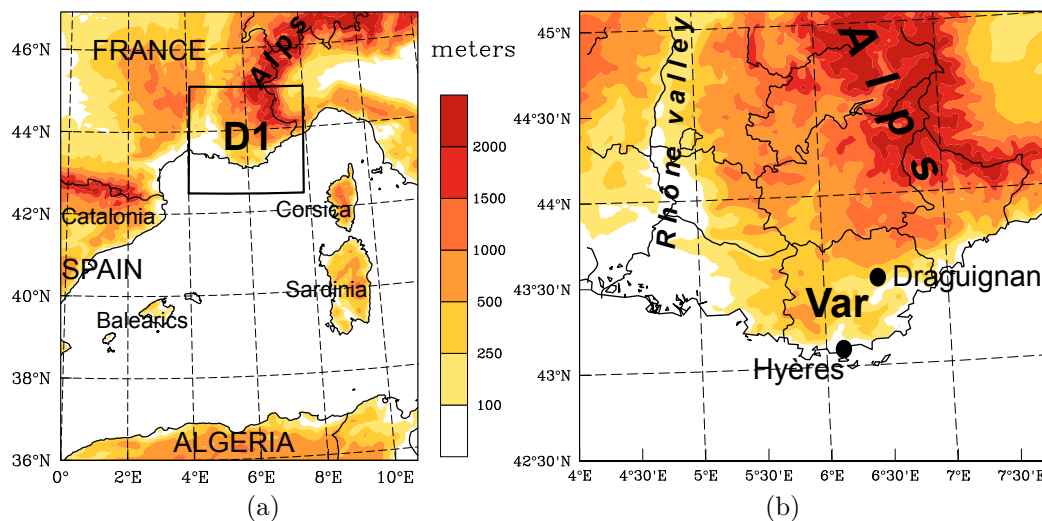 46°N
44°N
42°N
40°N
38°N
36°N
0°
2°E
4°E
6°E
8°E
10°E
FRANCE
Alps
D1
Catalonia
Corsica
SPAIN
Sardinia
Balearics
ALGERIA
(a)
meters
2000
1500
1000
500
250
100
45°N
44°30'N
44°N
43°30'N
43°N
42°30'N
4°E
4°30'E
5°E
5°30'E
6°E
6°30'E
7°E
7°30'E
Rhône valley
Alps
Draguignan
Var
Hyères
(b)